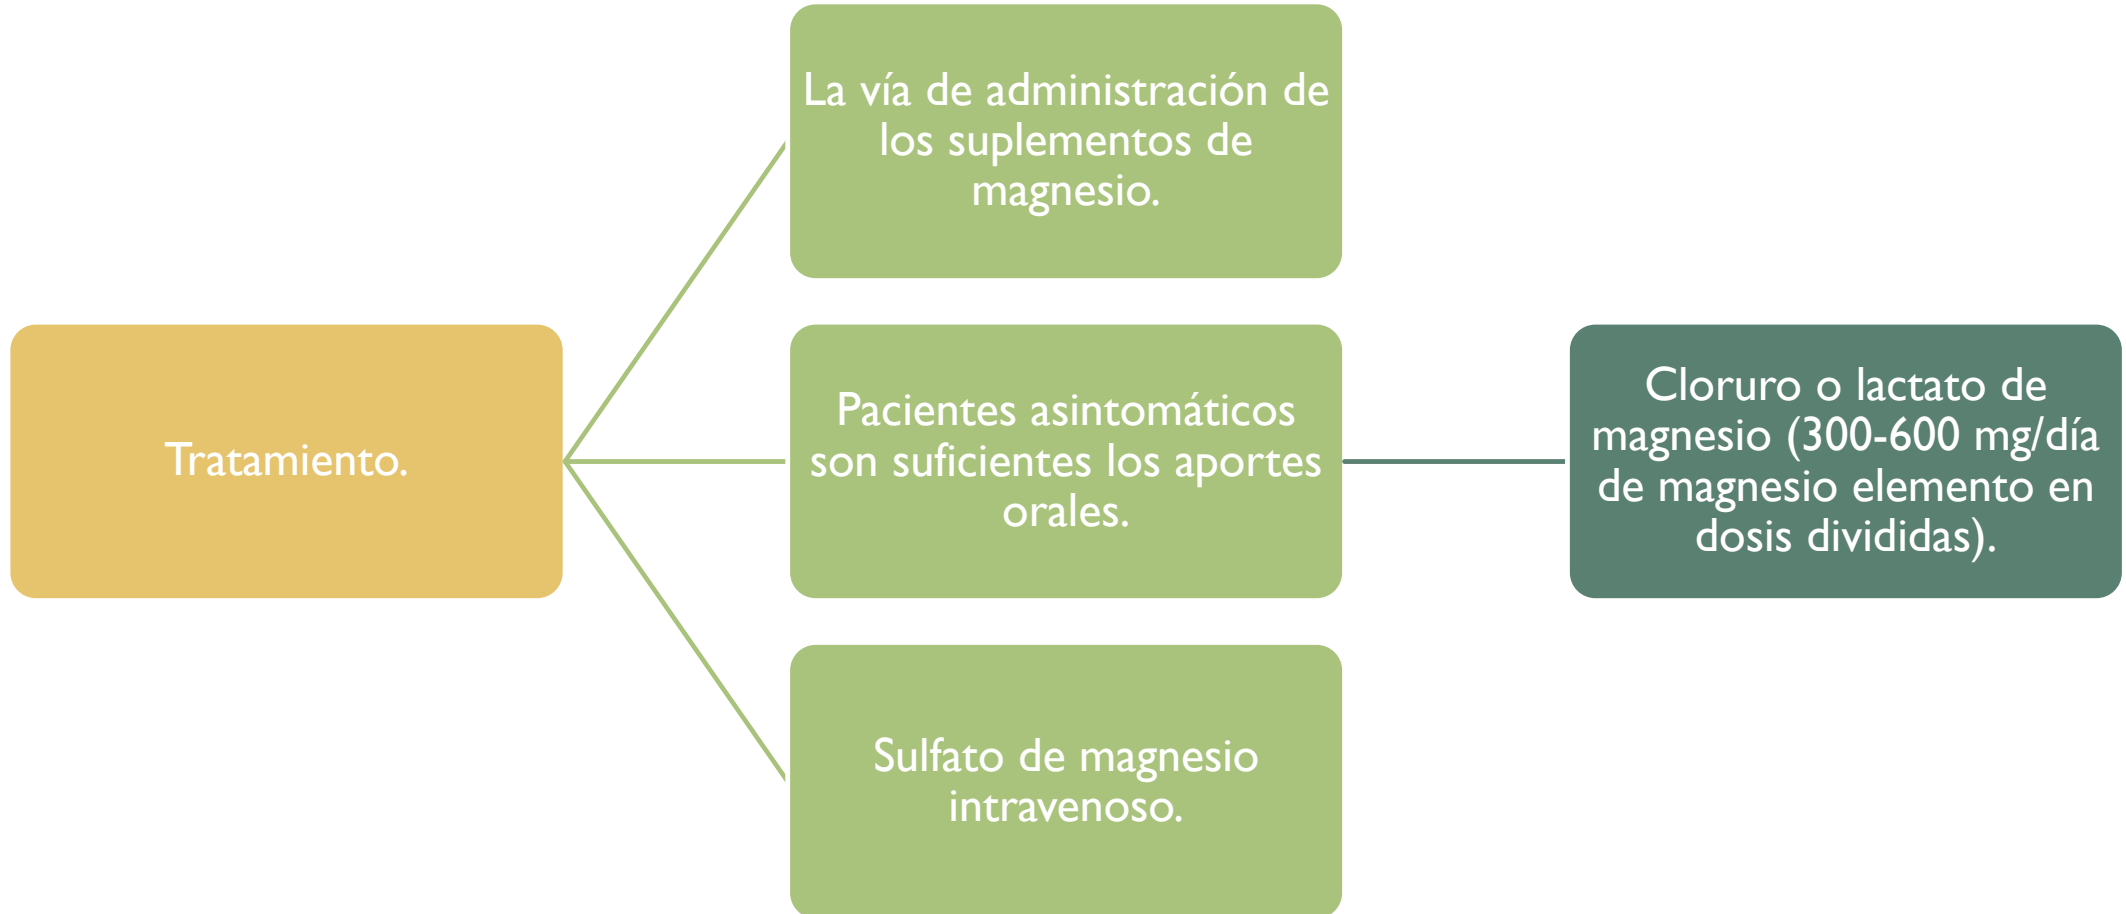 La vía de administración de
los suplementos de
magnesio.
Tratamiento.
Pacientes asintomáticos
son suficientes los aportes
orales.
Cloruro o lactato de
magnesio (300-600 mg/día
de magnesio elemento en
dosis divididas).
Sulfato de magnesio
intravenoso.